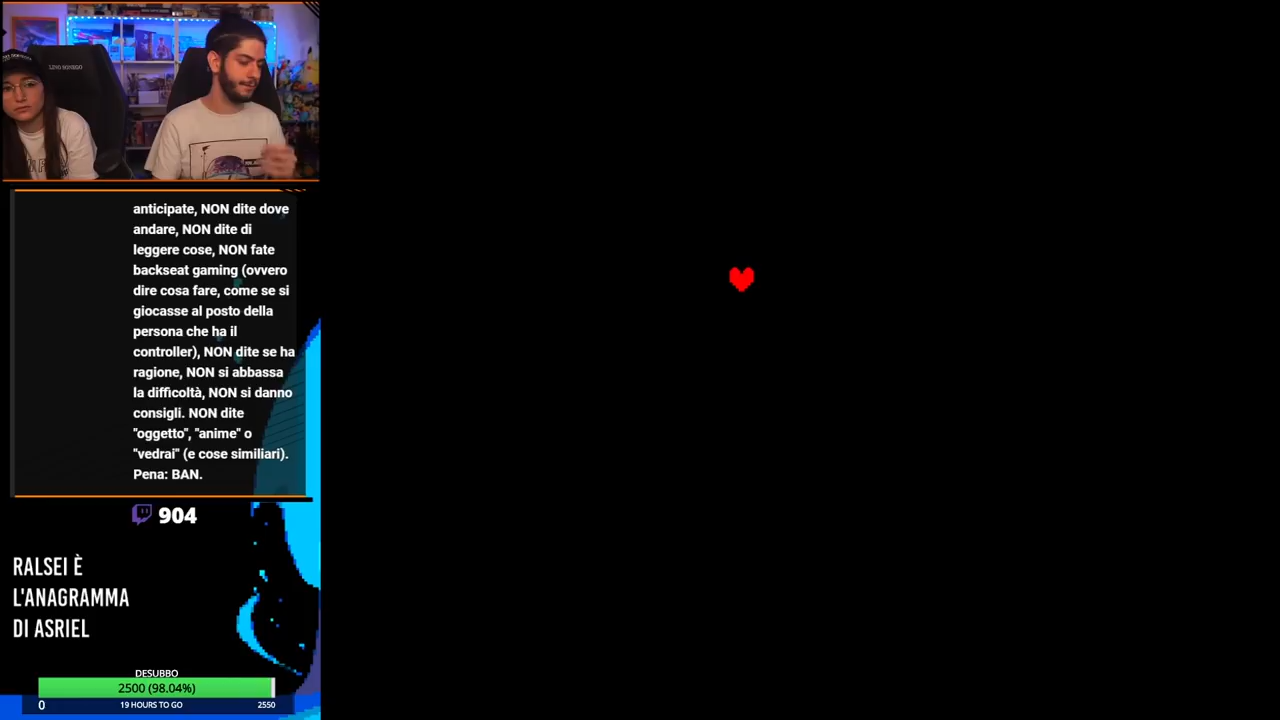 anticipate, NON dite dove
andare, NON dite di
leggere cose, NON fate
backseat gaming (ovvero
dire cosa fare, come se si
giocasse al posto della
persona che ha il
controller), NON dite se ha
ragione, NON si abbassa
la difficoltà, NON si danno
consigli. NON dite
"oggetto", "anime" o
"vedrai" (e cose similiari).
Pena: BAN.
904
RALSEI È
L'ANAGRAMMA
DI ASRIEL
DESUBBO
2500 (98.04%)
0 19 HOURS TO GO 2550